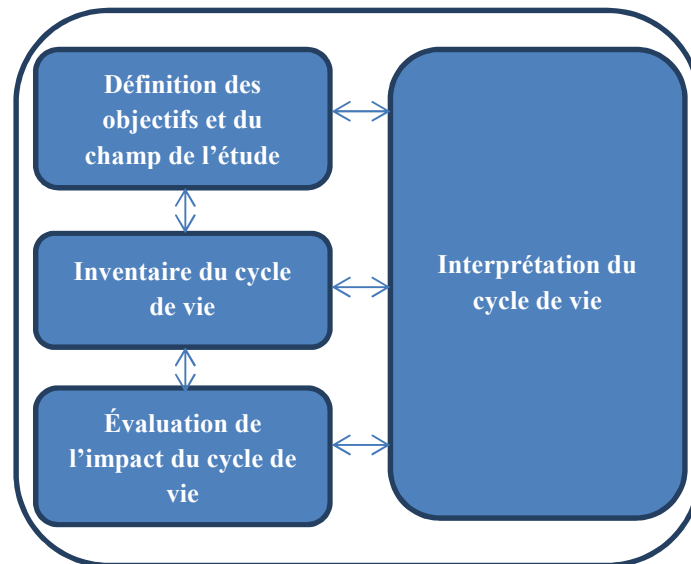 Définition des
objectifs et du
champ de l’étude
Inventaire du cycle
de vie
Évaluation de
l’impact du cycle de
vie
Interprétation du
cycle de vie